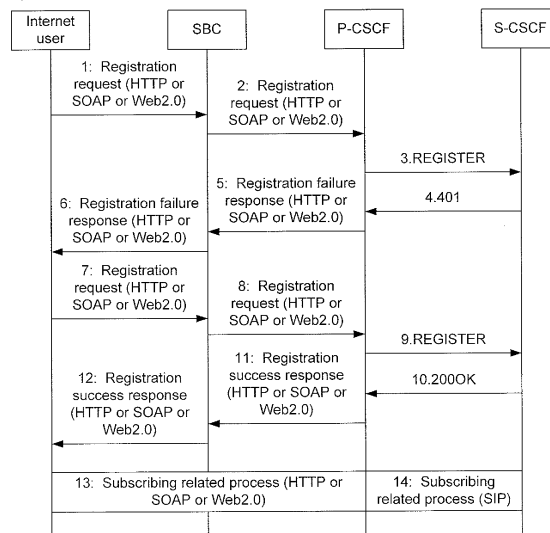 Internet
user
SBC
P-CSCF
S-CSCF
1: Registration
request (HTTP or
SOAP or Web2.0)
2: Registration
request (HTTP or
SOAP or Web2.0)
3.REGISTER
4.401
5: Registration failure
response (HTTP or
SOAP or Web2.0)
6: Registration failure
response (HTTP or
SOAP or Web2.0)
7: Registration
request (HTTP or
SOAP or Web2.0)
8: Registration
request (HTTP or
SOAP or Web2.0)
9.REGISTER
10.200OK
11: Registration
success response
(HTTP or SOAP or
Web2.0)
12: Registration
success response
(HTTP or SOAP or
Web2.0)
13: Subscribing related process (HTTP or
SOAP or Web2.0)
14: Subscribing
related process (SIP)